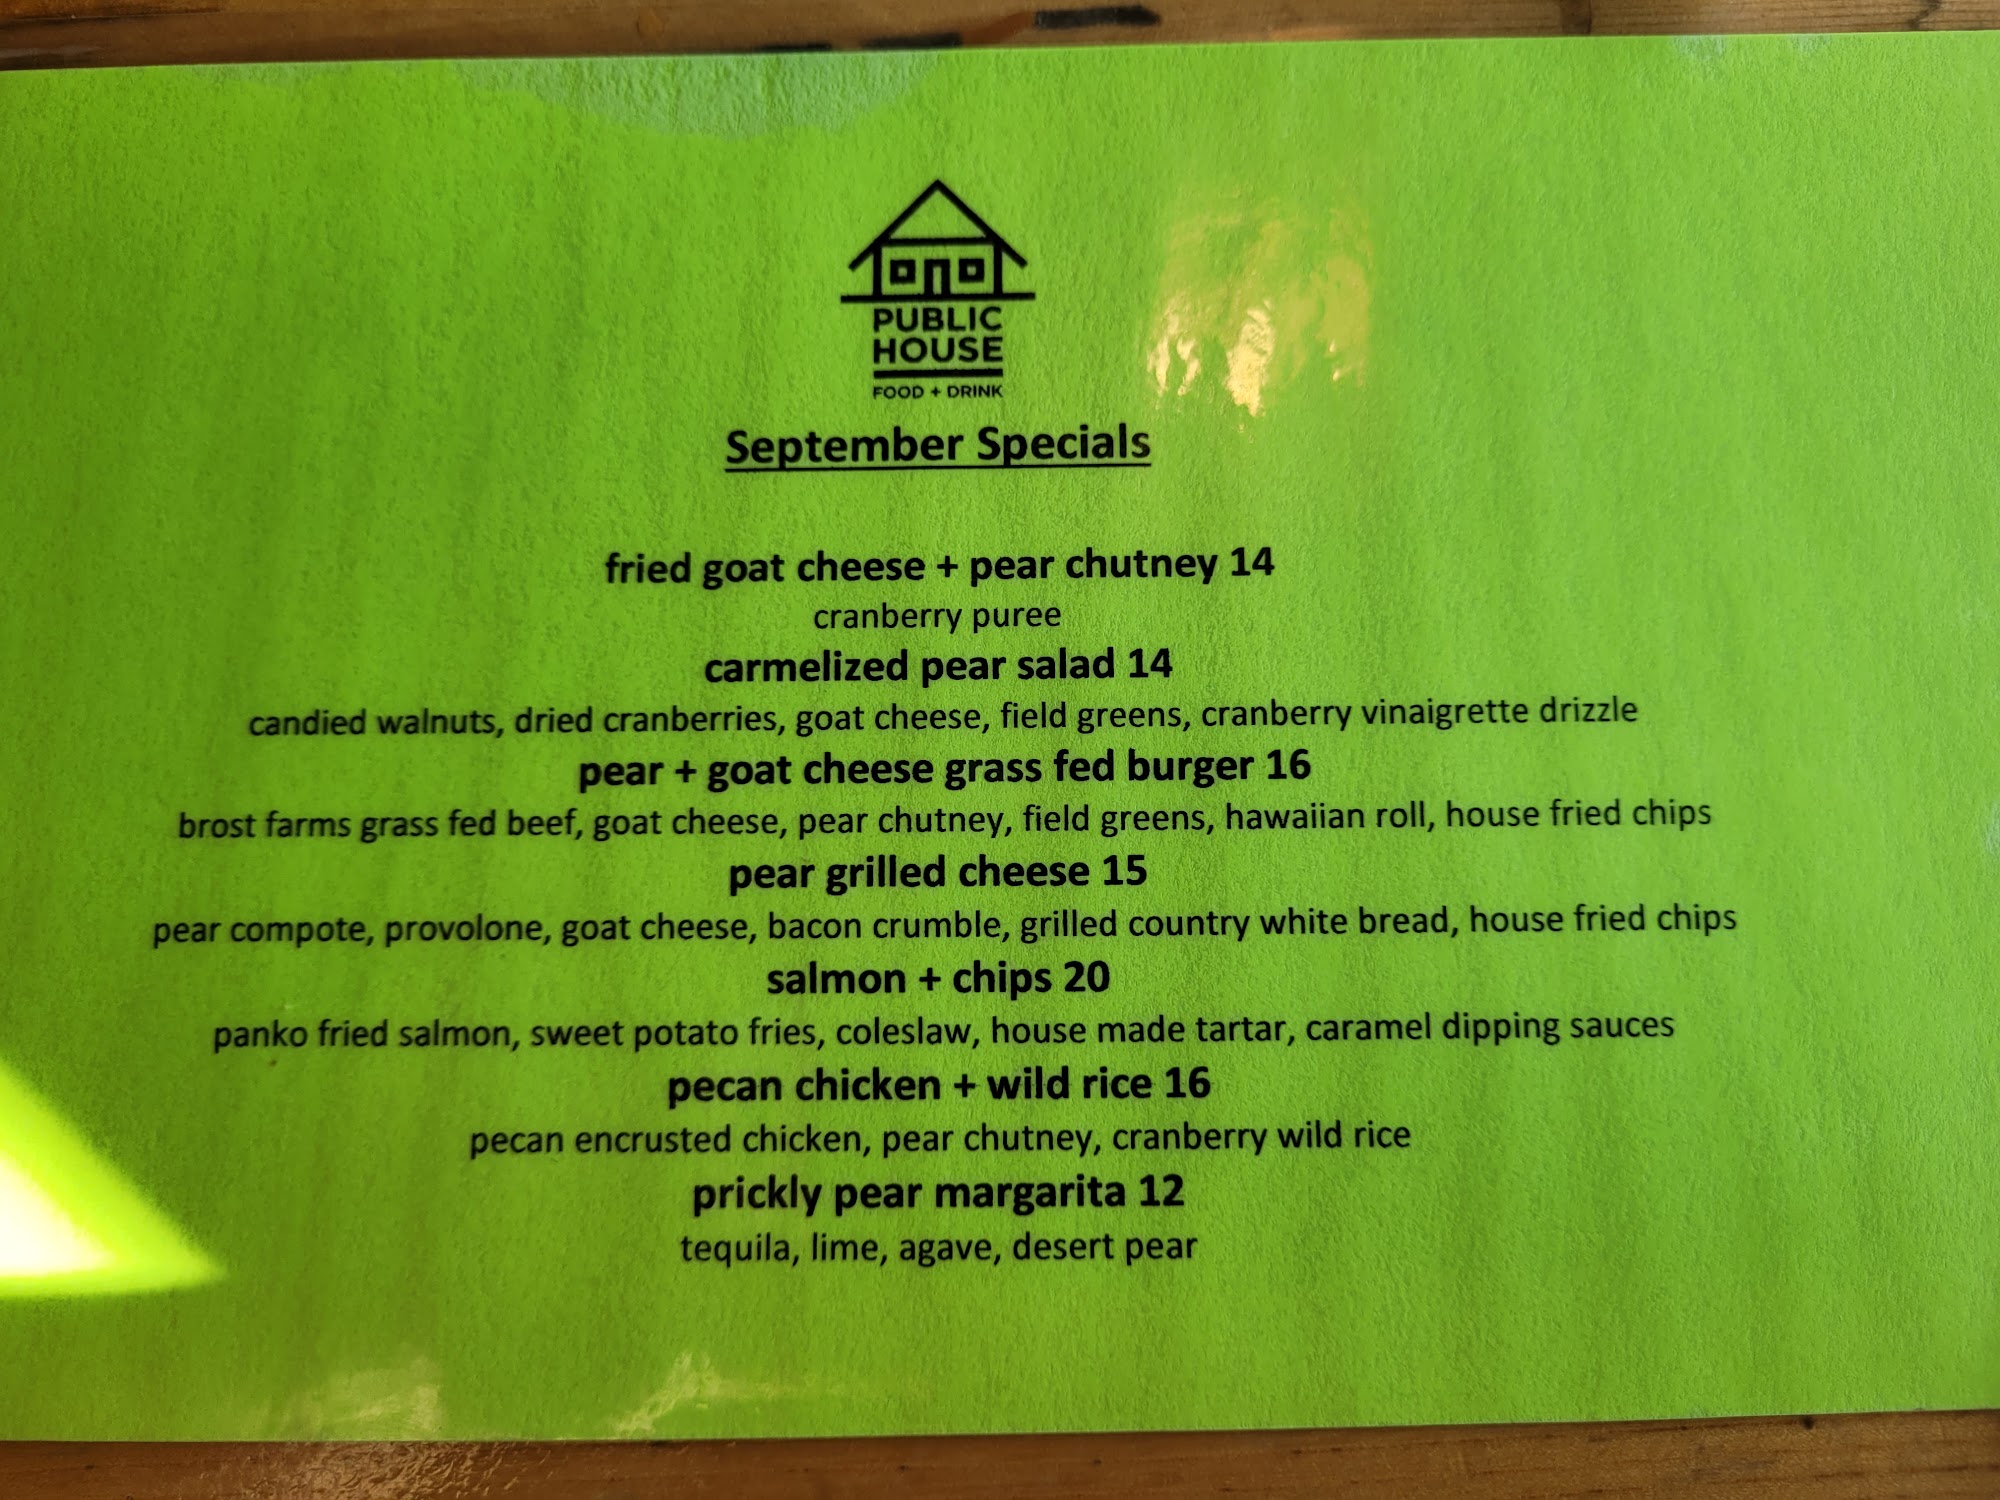 PUBLIC
HOUSE
FOOD + DRINK
September Specials
fried goat cheese + pear chutney 14
cranberry puree
carmelized pear salad 14
candied walnuts, dried cranberries, goat cheese, field greens, cranberry vinaigrette drizzle
pear + goat cheese grass fed burger 16
brost farms grass fed beef, goat cheese, pear chutney, field greens, hawaiian roll, house fried chips
pear grilled cheese 15
pear compote, provolone, goat cheese, bacon crumble, grilled country white bread, house fried chips
salmon + chips 20
panko fried salmon, sweet potato fries, coleslaw, house made tartar, caramel dipping sauces
pecan chicken + wild rice 16
pecan encrusted chicken, pear chutney, cranberry wild rice
prickly pear margarita 12
tequila, lime, agave, desert pear